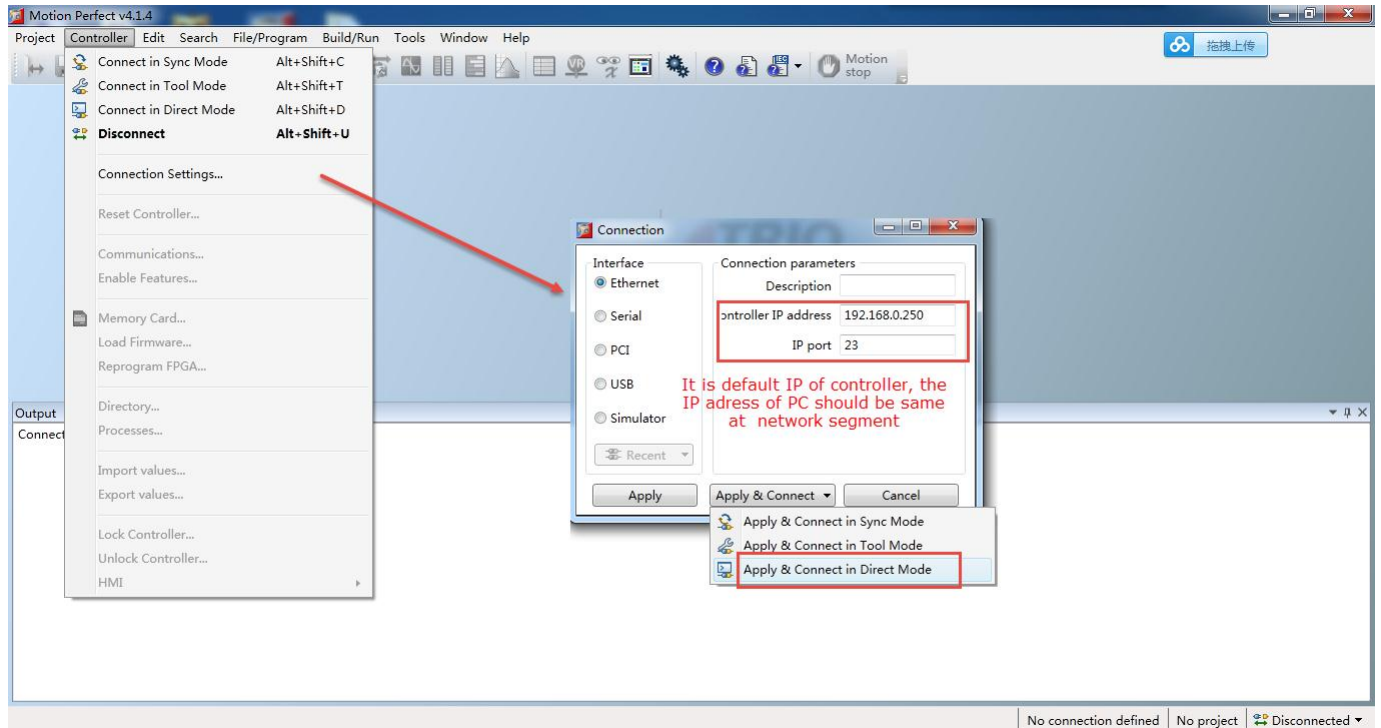 Motion Perfect v4.1.4
Project Controller Edit Search File/Program Build/Run Tools Window Help
拖拽上传
Motion
stop
Connect in Sync Mode Alt+Shift+C
Connect in Tool Mode Alt+Shift+T
Connect in Direct Mode Alt+Shift+D
Disconnect Alt+Shift+U
Connection Settings...
Reset Controller...
Communications...
Enable Features...
Memory Card...
Load Firmware...
Reprogram FPGA...
Directory...
Processes...
Import values...
Export values...
Lock Controller...
Unlock Controller...
HMI
Output
Connect
TRIO
Connection
Interface
Ethernet
Serial
PCI
USB
Simulator
Recent
Connection parameters
Description
ontroller IP address 192.168.0.250
IP port 23
It is default IP of controller, the
IP adress of PC should be same
at network segment
Apply Apply & Connect Cancel
Apply & Connect in Sync Mode
Apply & Connect in Tool Mode
Apply & Connect in Direct Mode
No connection defined No project Disconnected